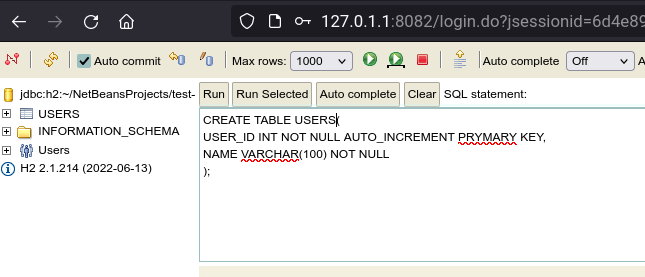 127.0.1.1:8082/login.do?jsessionid=6d4e89
Auto commit Max rows: 1000 Auto complete Off A
jdbc:h2:~/NetBeansProjects/test-
USERS
INFORMATION_SCHEMA
Users
H2 2.1.214 (2022-06-13)
Run Run Selected Auto complete Clear SQL statement:
CREATE TABLE USERS(
USER_ID INT NOT NULL AUTO_INCREMENT PRYMARY KEY,
NAME VARCHAR(100) NOT NULL
);